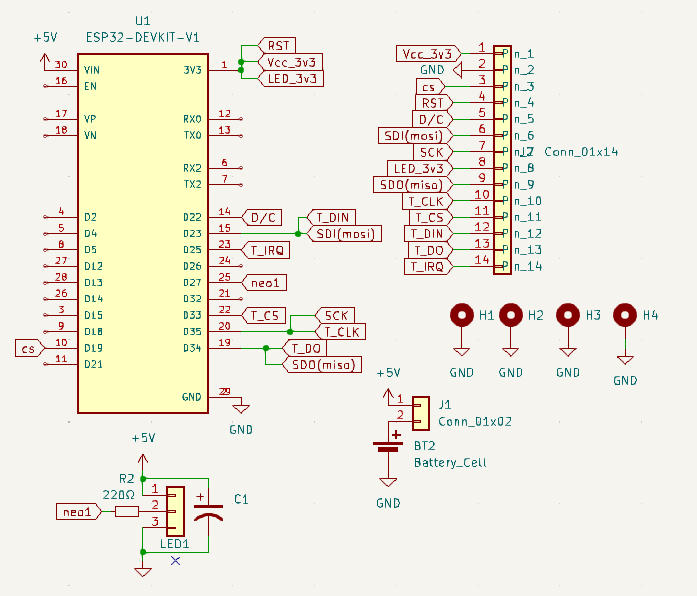 U1
ESP32-DEVKIT-V1
+5V
30 VIN
16 EN
17 VP
18 VN
4 D2
5 D4
8 D5
27 D12
28 D13
26 D14
3 D15
9 D18
cs 10 D19
11 D21
3V3 1
RST
Vcc_3v3
LED_3v3
RX0 12
TX0 13
RX2 6
TX2 7
D22 14 D/C
D23 15 T_DIN
SDI(mosi)
D25 23 T_IRQ
D26 24
D27 25 neo1
D32 21
D33 22 T_CS
D35 20 SCK
T_CLK
D34 19 T_DO
SDO(miso)
GND 29
GND
Vcc_3v3 1 n_1
GND 2 n_2
cs 3 n_3
RST 4 n_4
D/C 5 n_5
SDI(mosi) 6 n_6
SCK 7 n_7
J2 Conn_01x14
LED_3v3 8 n_8
SDO(miso) 9 n_9
T_CLK 10 n_10
T_CS 11 n_11
T_DIN 12 n_12
T_DO 13 n_13
T_IRQ 14 n_14
H1 H2 H3 H4
GND GND GND GND
+5V
1
2
J1
Conn_01x02
+
BT2
Battery_Cell
GND
+5V
R2
220Ω
neo1
1
2
3
LED1
+
C1